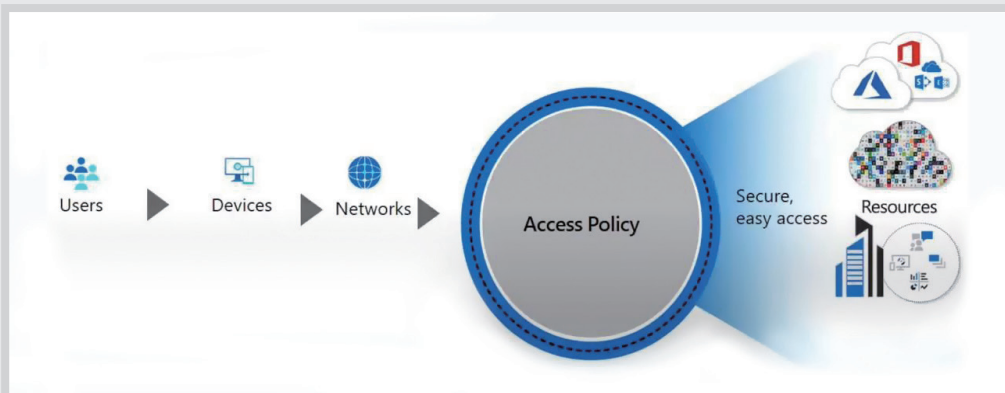 Users
Devices
Networks
Access Policy
Secure,
easy access
Resources